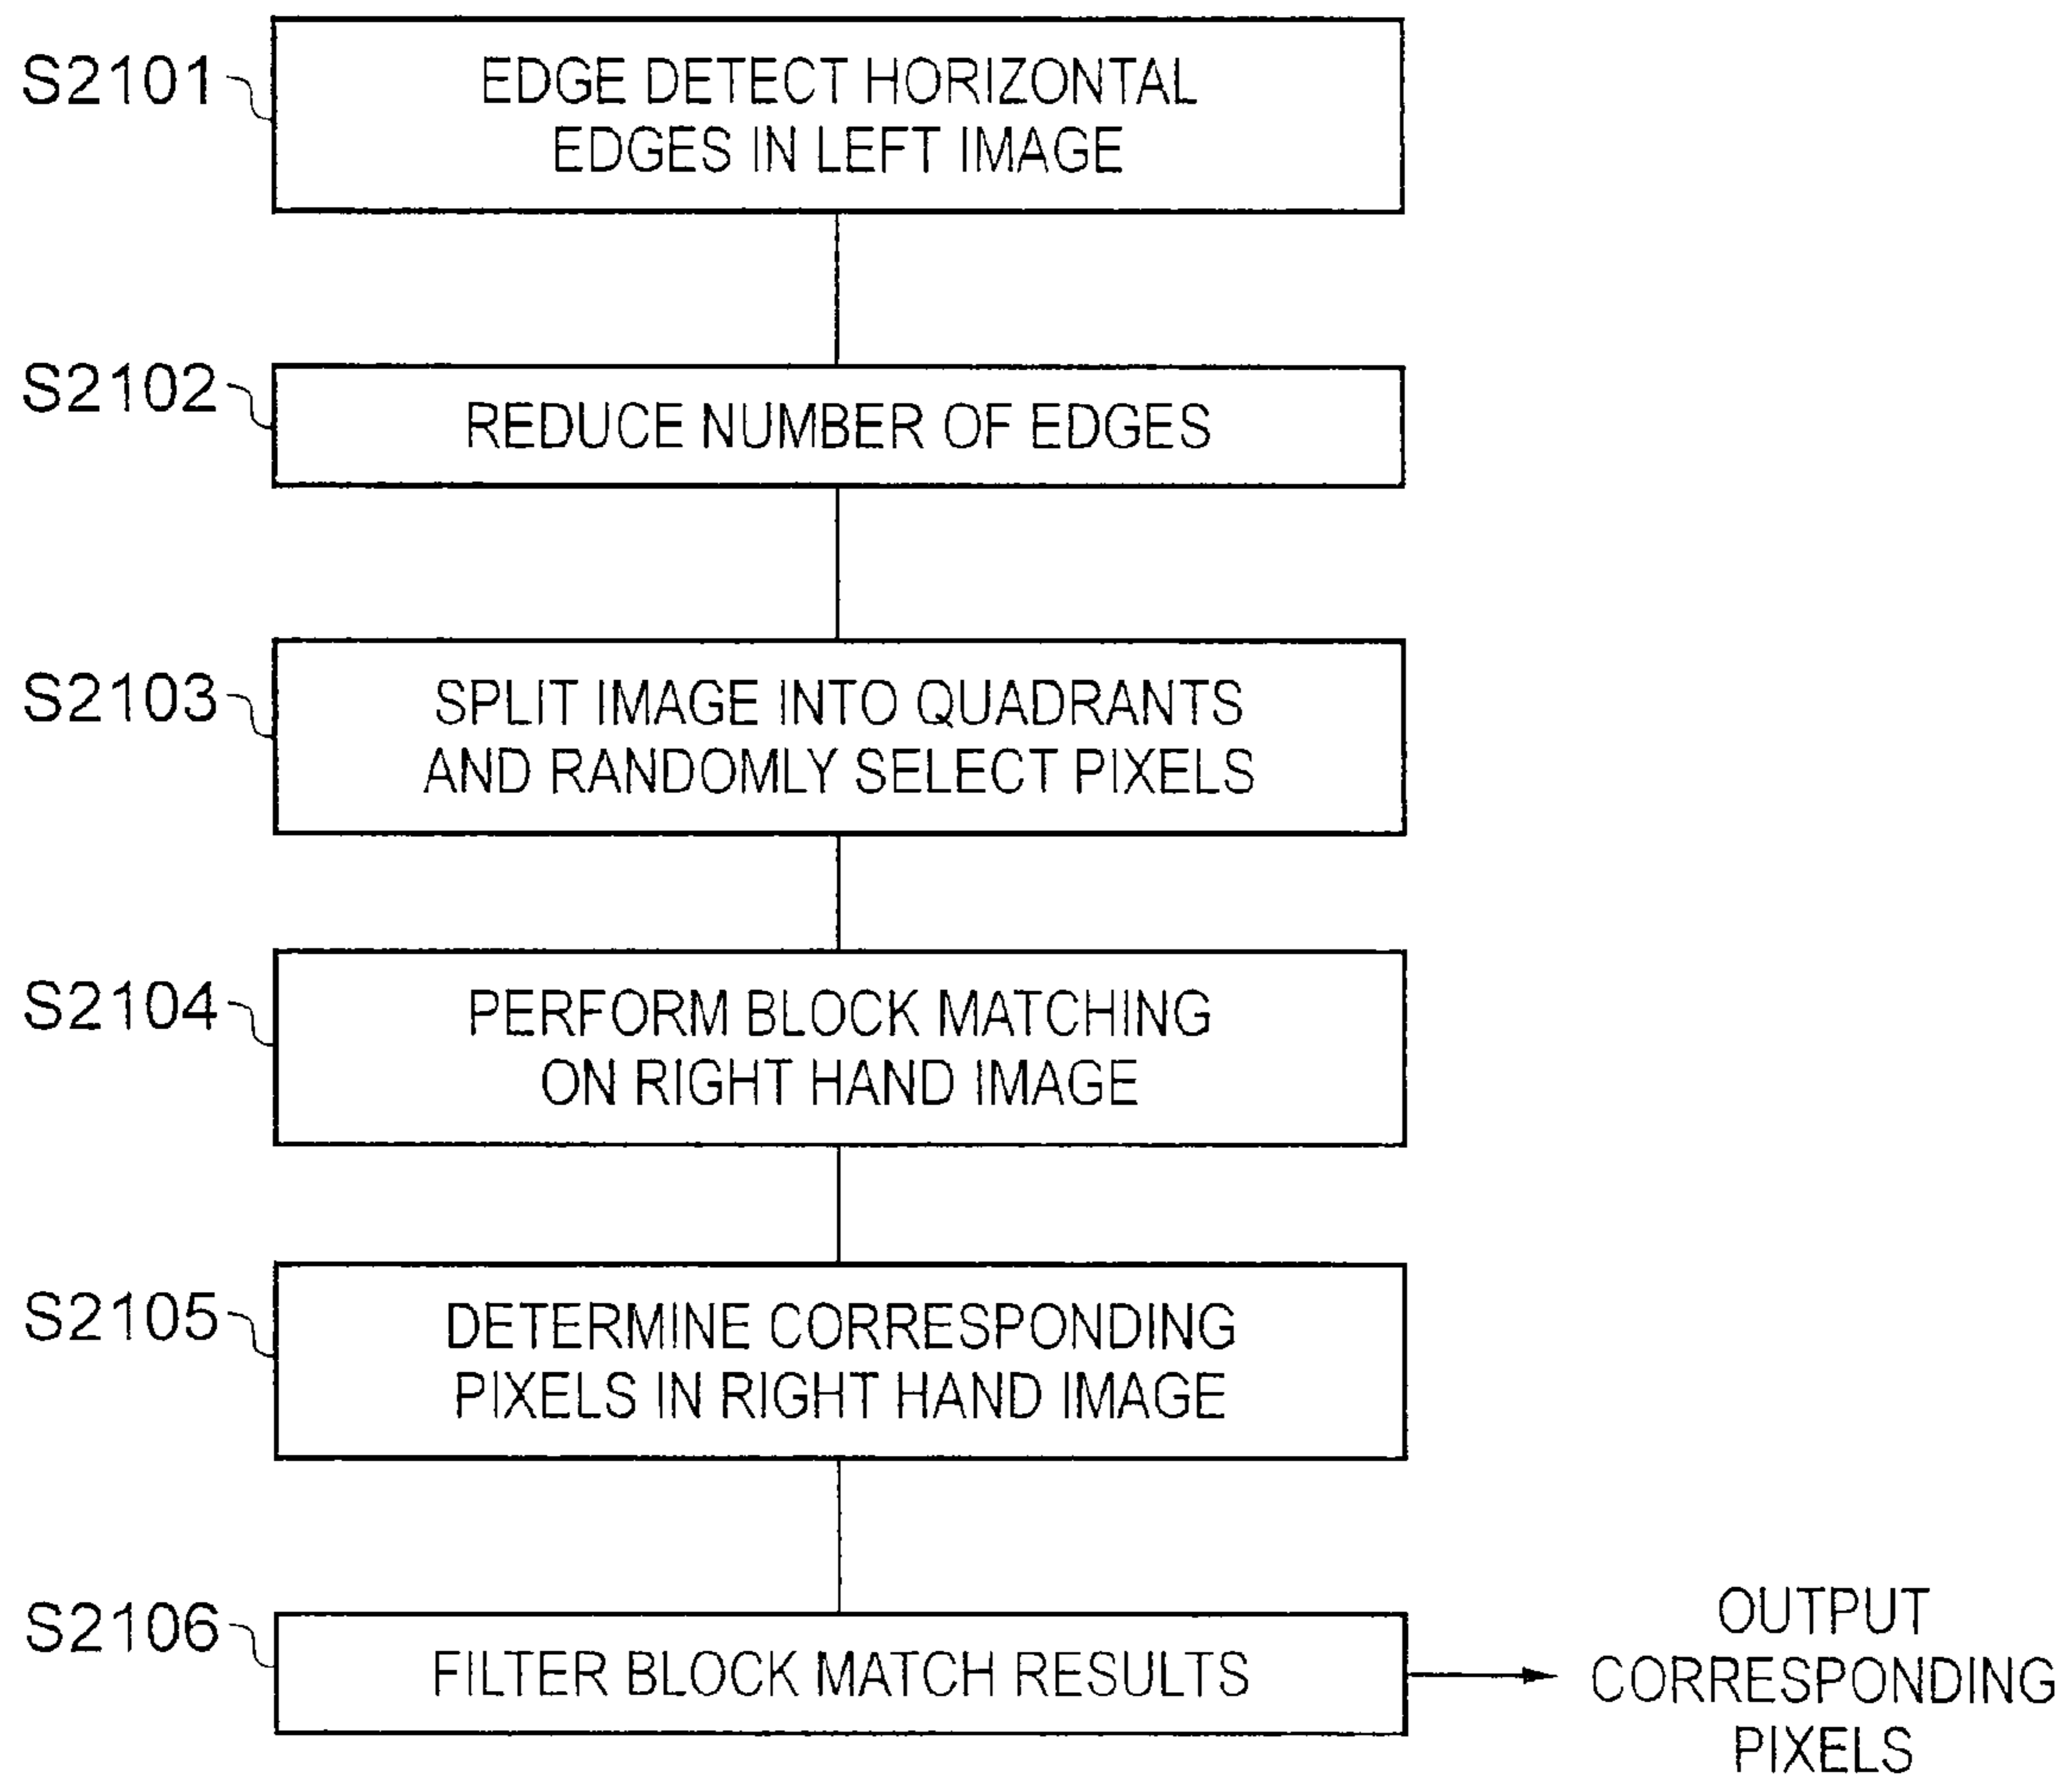 S2101
EDGE DETECT HORIZONTAL
EDGES IN LEFT IMAGE
S2102
REDUCE NUMBER OF EDGES
S2103
SPLIT IMAGE INTO QUADRANTS
AND RANDOMLY SELECT PIXELS
S2104
PERFORM BLOCK MATCHING
ON RIGHT HAND IMAGE
S2105
DETERMINE CORRESPONDING
PIXELS IN RIGHT HAND IMAGE
S2106
FILTER BLOCK MATCH RESULTS
OUTPUT
CORRESPONDING
PIXELS